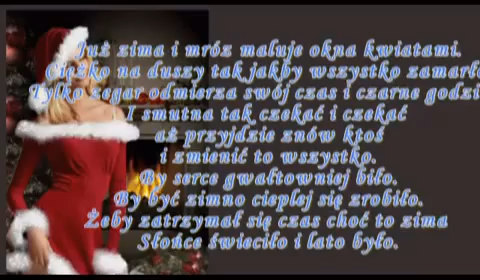 Już zima i mróz maluje okna kwiatami.
Ciężko na duszy tak jakby wszystko zamarło
Tylko zegar odmierza swój czas i czarne
I smutna tak czekać i czekać
aż przyjdzie znów ktoś
i zmienić to wszystko.
By serce gwałtowniej biło.
By być zimno cieplej się zrobiło.
Żeby zatrzymał się czas choć to zima
Słońce świeciło i lato było.